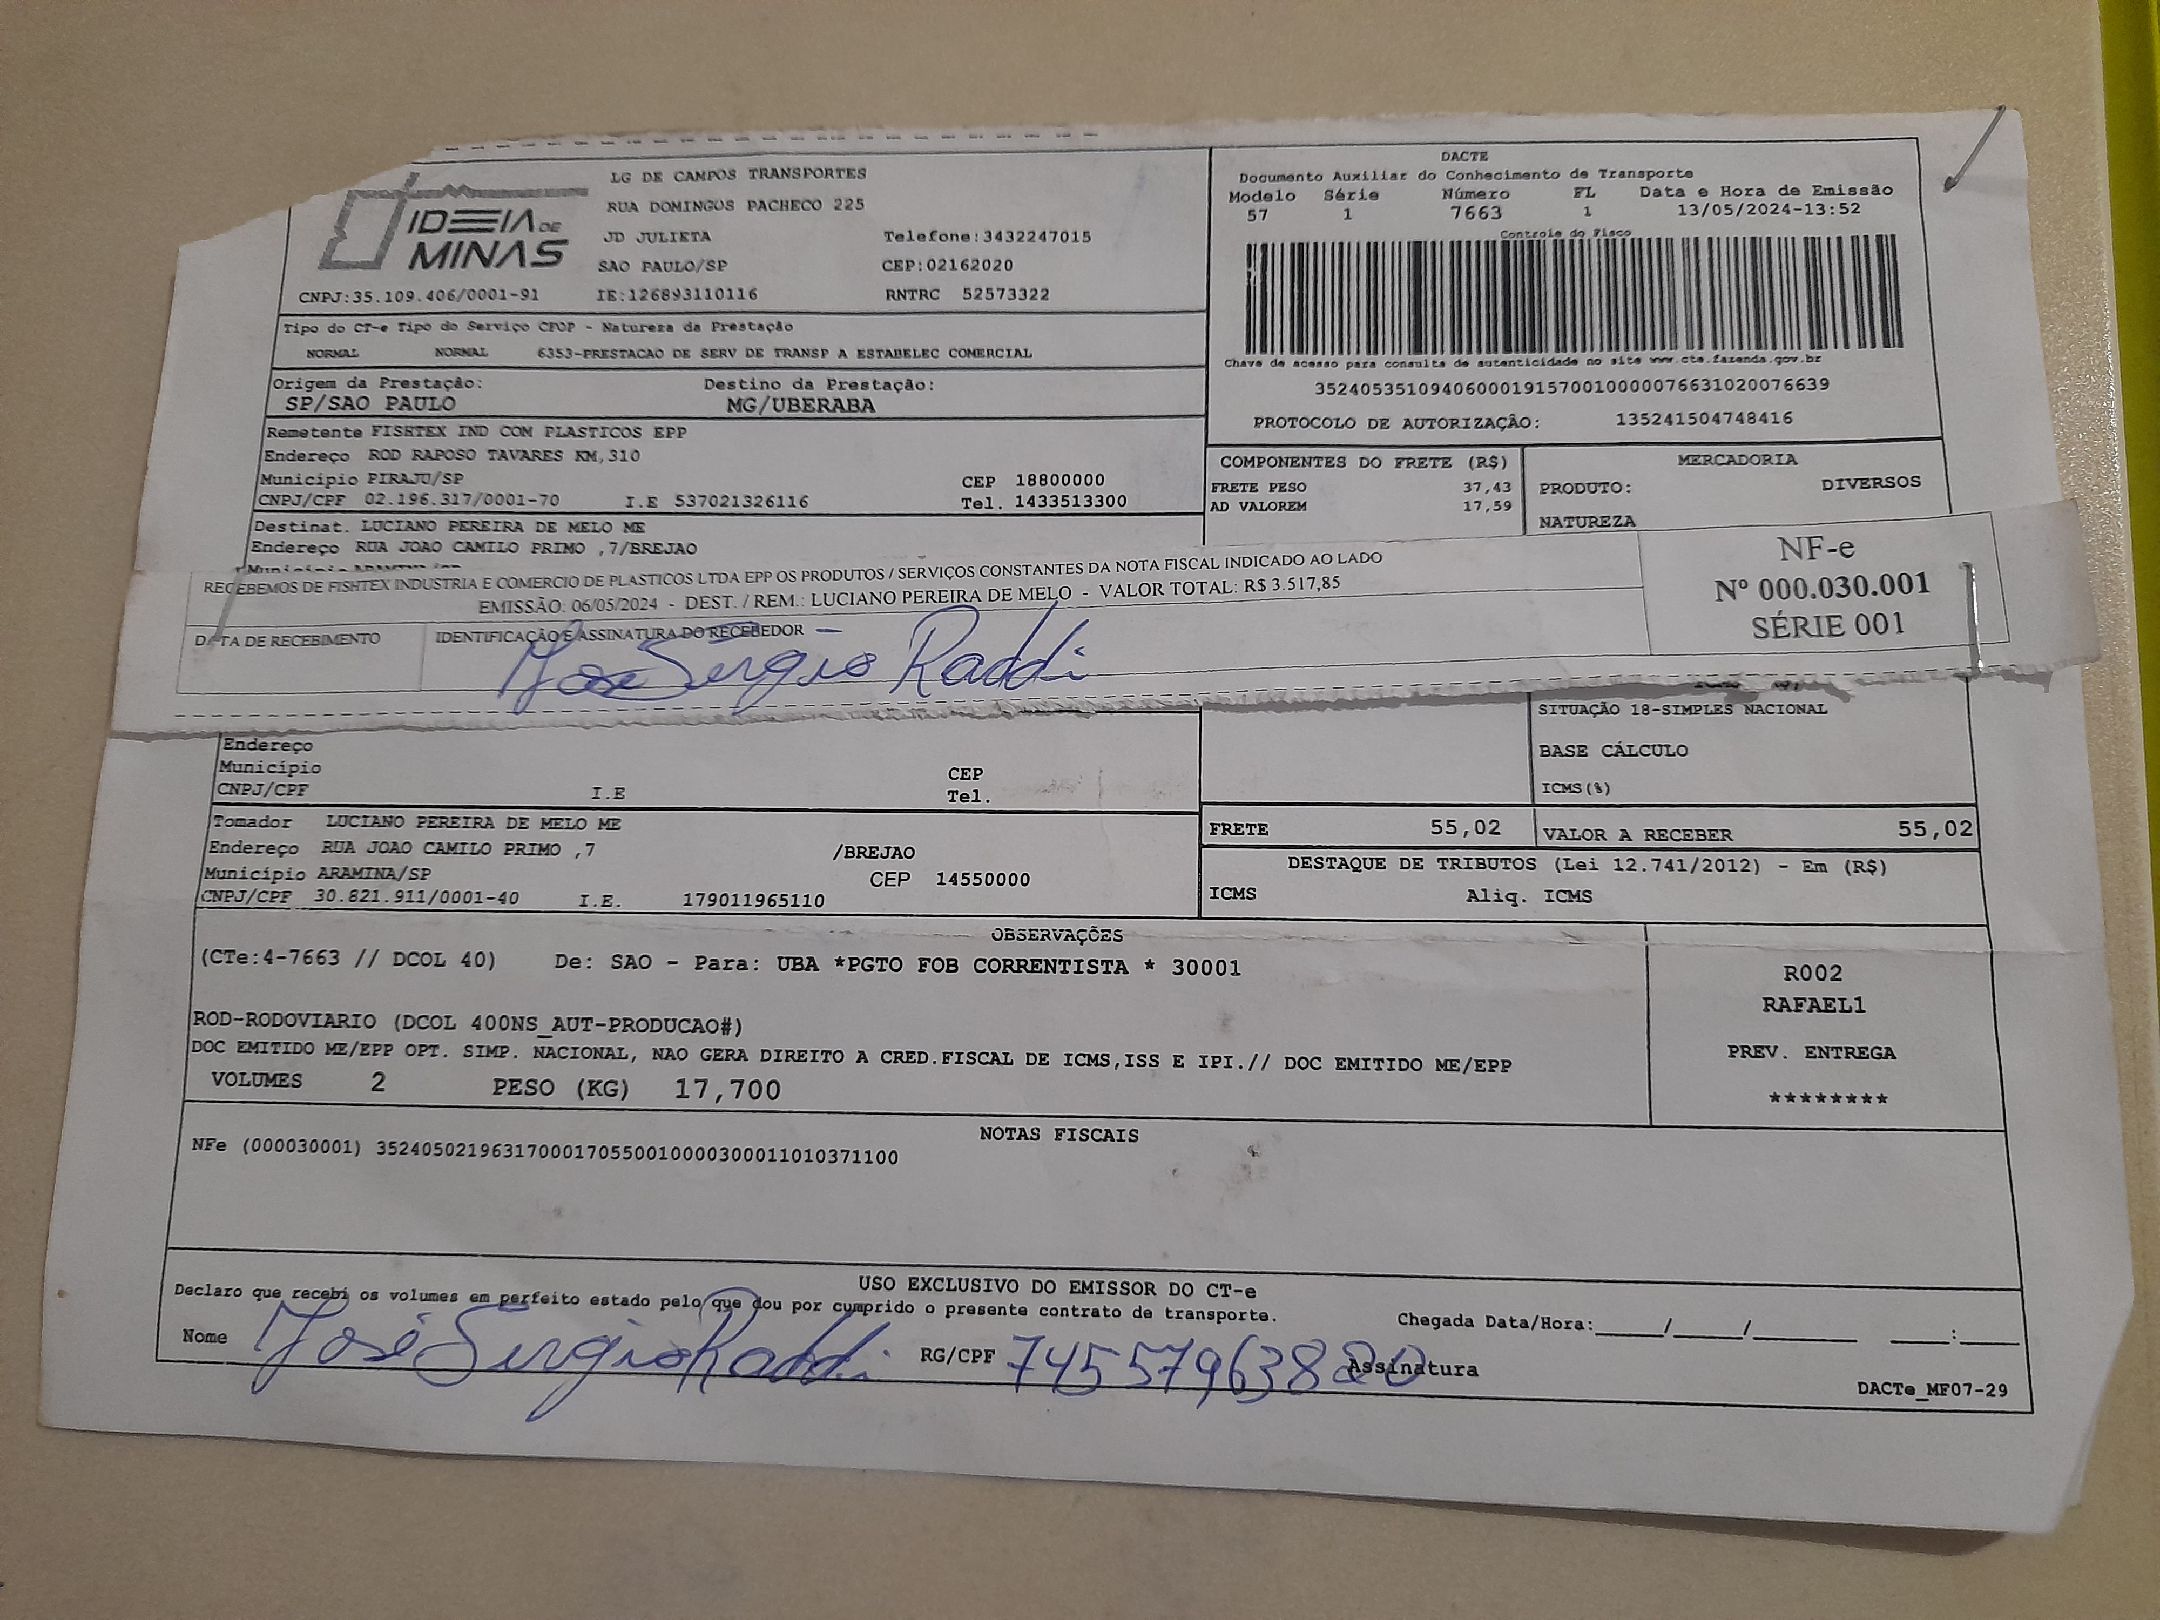 IDEIA DE MINAS
LG DE CAMPOS TRANSPORTES
RUA DOMINGOS PACHECO 225
JD JULIETA Telefone:3432247015
SAO PAULO/SP CEP:02162020
CNPJ:35.109.406/0001-91 IE:126893110116 RNTRC 52573322
DACTE
Documento Auxiliar do Conhecimento de Transporte
Modelo Série Número FL Data e Hora de Emissão
57 1 7663 1 13/05/2024-13:52
Controle do Fisco
Chave de acesso para consulta de autenticidade no site www.cte.fazenda.gov.br
35240535109406000191570010000076631020076639
PROTOCOLO DE AUTORIZAÇÃO: 135241504748416
Tipo do CT-e Tipo do Serviço CFOP - Natureza da Prestação
NORMAL NORMAL 6353-PRESTACAO DE SERV DE TRANSP A ESTABELEC COMERCIAL
Origem da Prestação: Destino da Prestação:
SP/SAO PAULO MG/UBERABA
Remetente FISHTEX IND COM PLASTICOS EPP
Endereço ROD RAPOSO TAVARES KM,310
Município PIRAJU/SP CEP 18800000
CNPJ/CPF 02.196.317/0001-70 I.E 537021326116 Tel. 1433513300
COMPONENTES DO FRETE (R$)
FRETE PESO 37,43
AD VALOREM 17,59
MERCADORIA
PRODUTO: DIVERSOS
NATUREZA
Destinat. LUCIANO PEREIRA DE MELO ME
Endereço RUA JOAO CAMILO PRIMO ,7/BREJAO
RECEBEMOS DE FISHTEX INDUSTRIA E COMERCIO DE PLASTICOS LTDA EPP OS PRODUTOS / SERVIÇOS CONSTANTES DA NOTA FISCAL INDICADO AO LADO
EMISSÃO: 06/05/2024 - DEST. / REM.: LUCIANO PEREIRA DE MELO - VALOR TOTAL: R$ 3.517,85
DATA DE RECEBIMENTO IDENTIFICAÇÃO E ASSINATURA DO RECEBEDOR
José Sergio Raddi
NF-e
Nº 000.030.001
SÉRIE 001
SITUAÇÃO 18-SIMPLES NACIONAL
BASE CÁLCULO
ICMS(%)
Endereço
Município CEP
CNPJ/CPF I.E Tel.
FRETE 55,02 VALOR A RECEBER 55,02
Tomador LUCIANO PEREIRA DE MELO ME
Endereço RUA JOAO CAMILO PRIMO ,7 /BREJAO
Município ARAMINA/SP CEP 14550000
CNPJ/CPF 30.821.911/0001-40 I.E. 179011965110
DESTAQUE DE TRIBUTOS (Lei 12.741/2012) - Em (R$)
ICMS Aliq. ICMS
OBSERVAÇÕES
(CTe:4-7663 // DCOL 40) De: SAO - Para: UBA *PGTO FOB CORRENTISTA * 30001
ROD-RODOVIARIO (DCOL 400NS_AUT-PRODUCAO#)
DOC EMITIDO ME/EPP OPT. SIMP. NACIONAL, NAO GERA DIREITO A CRED.FISCAL DE ICMS,ISS E IPI.// DOC EMITIDO ME/EPP
VOLUMES 2 PESO (KG) 17,700
R002
RAFAEL1
PREV. ENTREGA
********
NOTAS FISCAIS
NFe (000030001) 35240502196317000170550010000300011010371100
USO EXCLUSIVO DO EMISSOR DO CT-e
Declaro que recebi os volumes em perfeito estado pelo que dou por cumprido o presente contrato de transporte.
Chegada Data/Hora:_____/_____/________ ____:____
Nome José Sergio Raddi RG/CPF 74557963820 Assinatura
DACTe_MF07-29